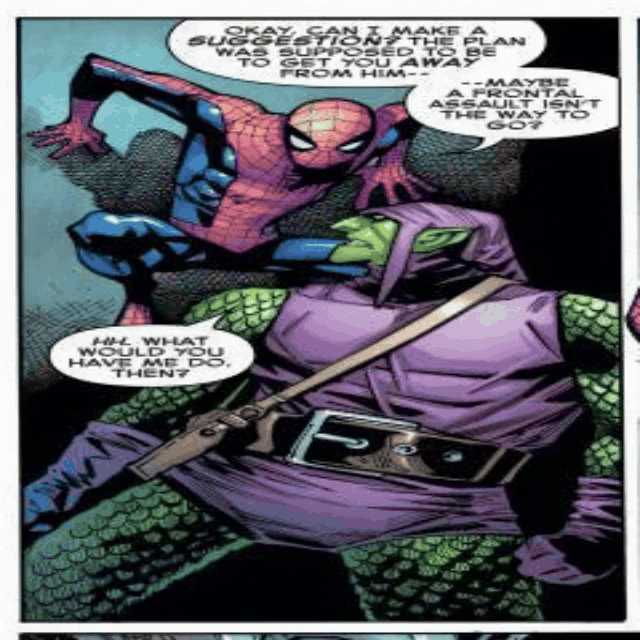 OKAY, CAN I MAKE A
SUGGESTION? THE PLAN
WAS SUPPOSED TO BE
TO GET YOU AWAY
FROM HIM--
--MAYBE
A FRONTAL
ASSAULT ISN'T
THE WAY TO
GO?
HH. WHAT
WOULD YOU
HAVE ME DO,
THEN?